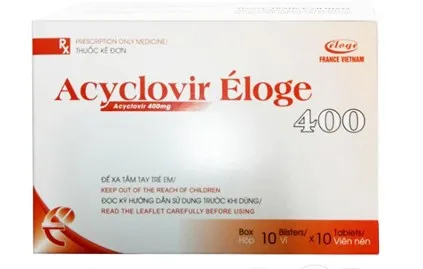 Rx PRESCRIPTION ONLY MEDICINE/
THUỐC KÊ ĐƠN
éloge
FRANCE VIETNAM
Acyclovir Éloge
Acyclovir 400mg
400
ĐỂ XA TẦM TAY TRẺ EM/
KEEP OUT OF THE REACH OF CHILDREN
ĐỌC KỸ HƯỚNG DẪN SỬ DỤNG TRƯỚC KHI DÙNG/
READ THE LEAFLET CAREFULLY BEFORE USING
Box Hộp 10 Blisters/ Vỉ x 10 Tablets/ Viên nén